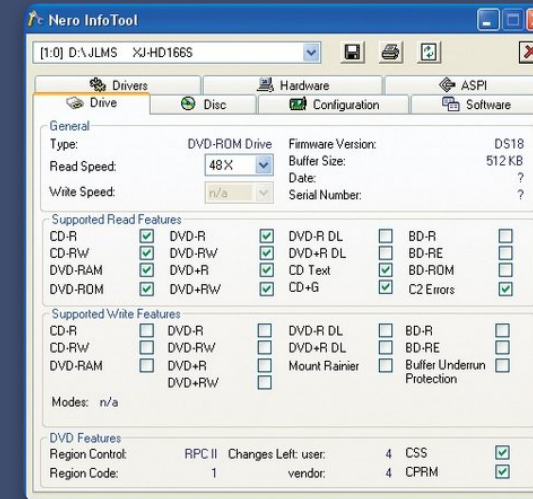 Nero InfoTool
[1:0] D:\ JLMS XJ-HD166S
Drivers Hardware ASPI
Drive Disc Configuration Software
General
Type: DVD-ROM Drive Firmware Version: DS18
Read Speed: 48 X Buffer Size: 512 KB
Date: ?
Write Speed: n/a Serial Number: ?
Supported Read Features
CD-R DVD-R DVD-R DL BD-R
CD-RW DVD-RW DVD+R DL BD-RE
DVD-RAM DVD+R CD Text BD-ROM
DVD-ROM DVD+RW CD+G C2 Errors
Supported Write Features
CD-R DVD-R DVD-R DL BD-R
CD-RW DVD-RW DVD+R DL BD-RE
DVD-RAM DVD+R Mount Rainier Buffer Underrun
DVD+RW Protection
Modes: n/a
DVD Features
Region Control: RPC II Changes Left: user: 4 CSS
Region Code: 1 vendor: 4 CPRM